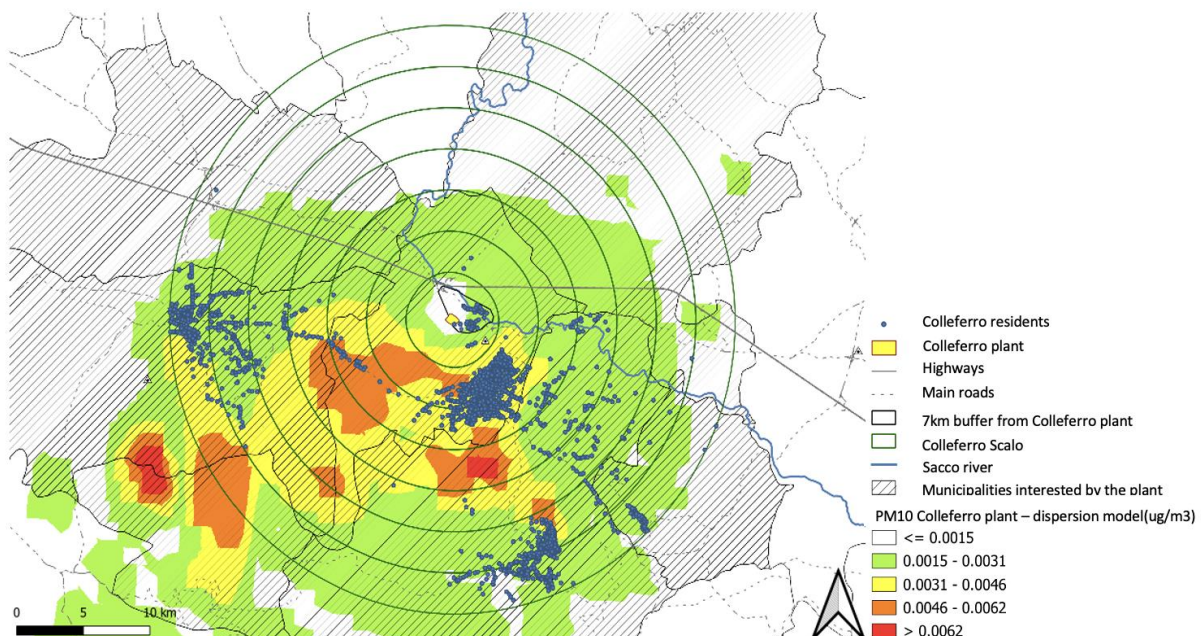 Colleferro residents
Colleferro plant
Highways
Main roads
7km buffer from Colleferro plant
Colleferro Scalo
Sacco river
Municipalities interested by the plant
PM10 Colleferro plant – dispersion model(ug/m3)
<= 0.0015
0.0015 - 0.0031
0.0031 - 0.0046
0.0046 - 0.0062
> 0.0062
0 5 10 km